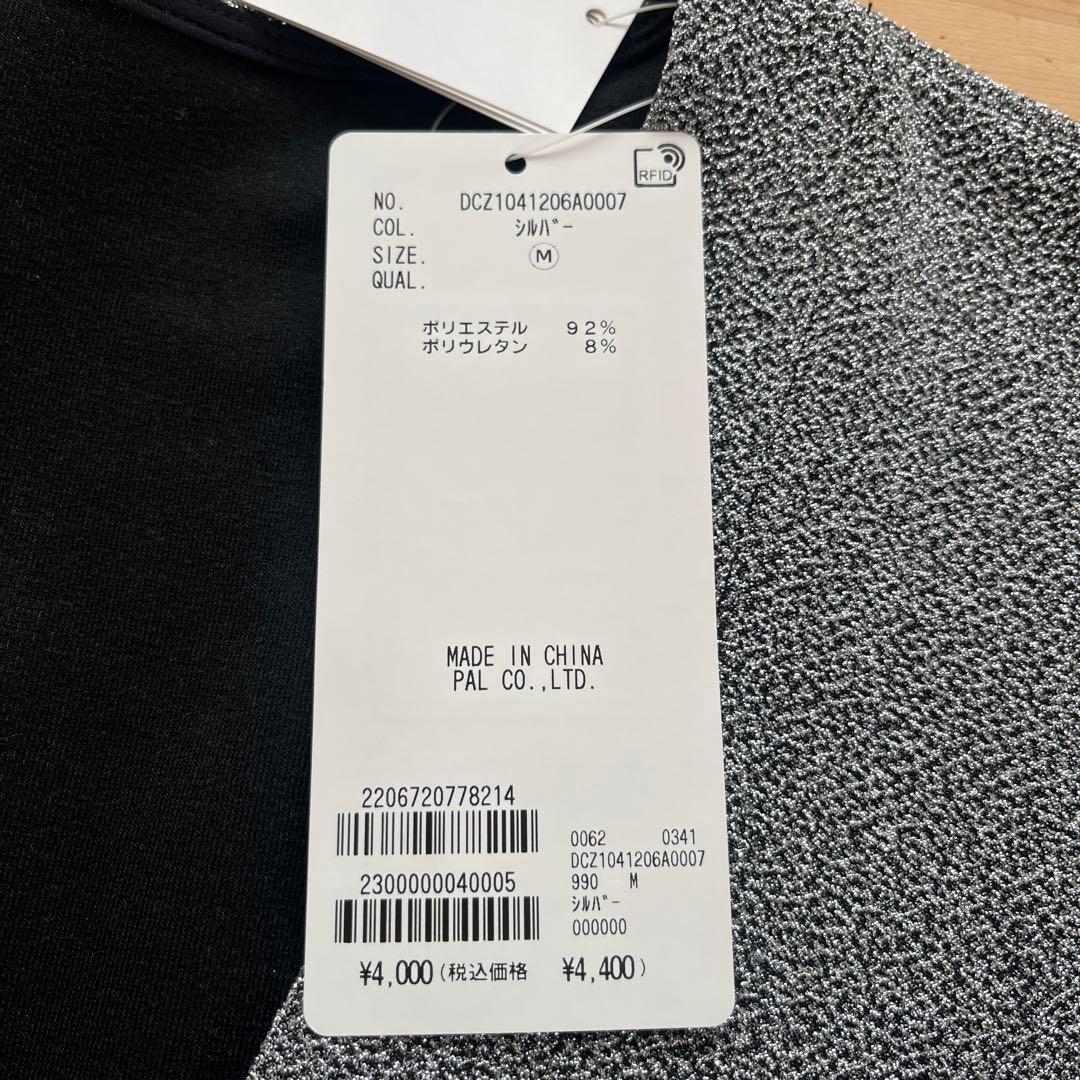 RFID
NO. DCZ1041206A0007
COL. シルバー
SIZE. Ⓜ
QUAL.
ポリエステル 92%
ポリウレタン 8%
MADE IN CHINA
PAL CO.,LTD.
2206720778214
2300000040005
0062 0341
DCZ1041206A0007
990 M
シルバー
000000
¥4,000(税込価格 ¥4,400)